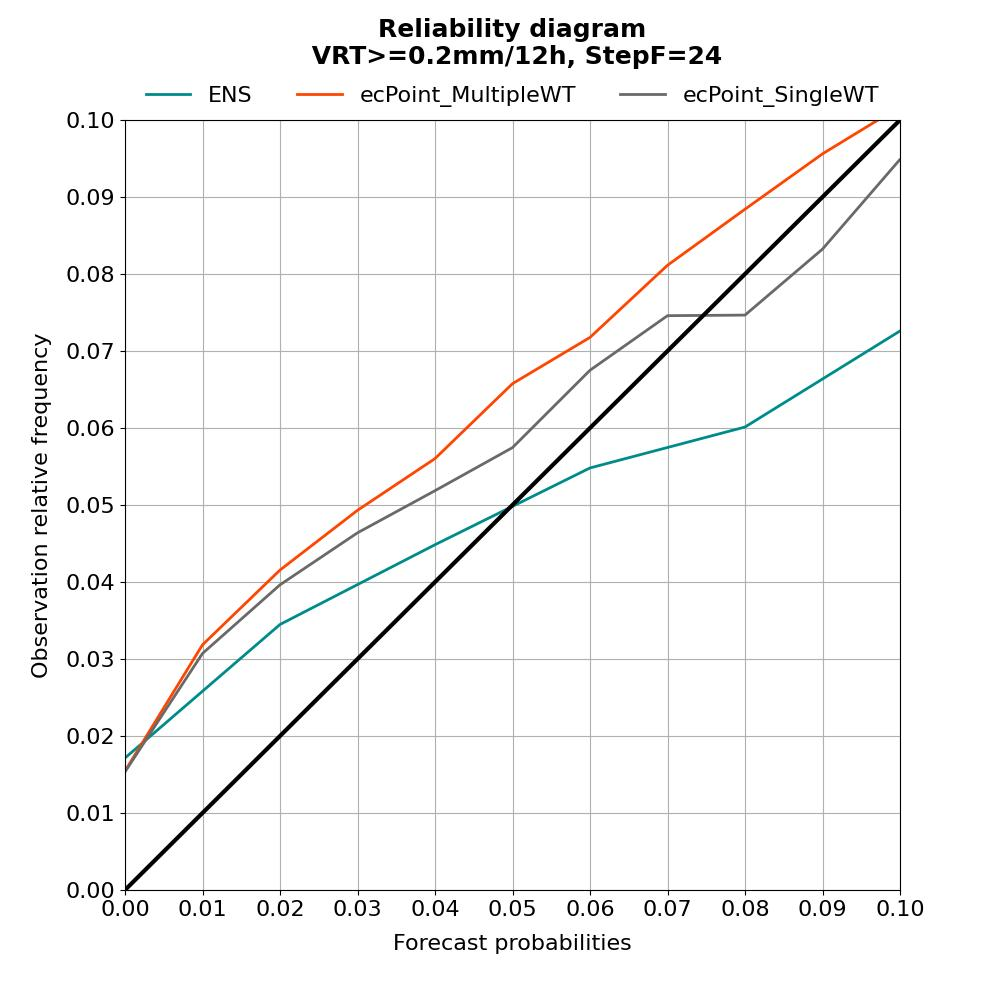 Reliability diagram
VRT>=0.2mm/12h, StepF=24
ENS ecPoint_MultipleWT ecPoint_SingleWT
0.10
0.09
0.08
0.07
0.06
0.05
0.04
0.03
0.02
0.01
0.00
Observation relative frequency
0.00 0.01 0.02 0.03 0.04 0.05 0.06 0.07 0.08 0.09 0.10
Forecast probabilities